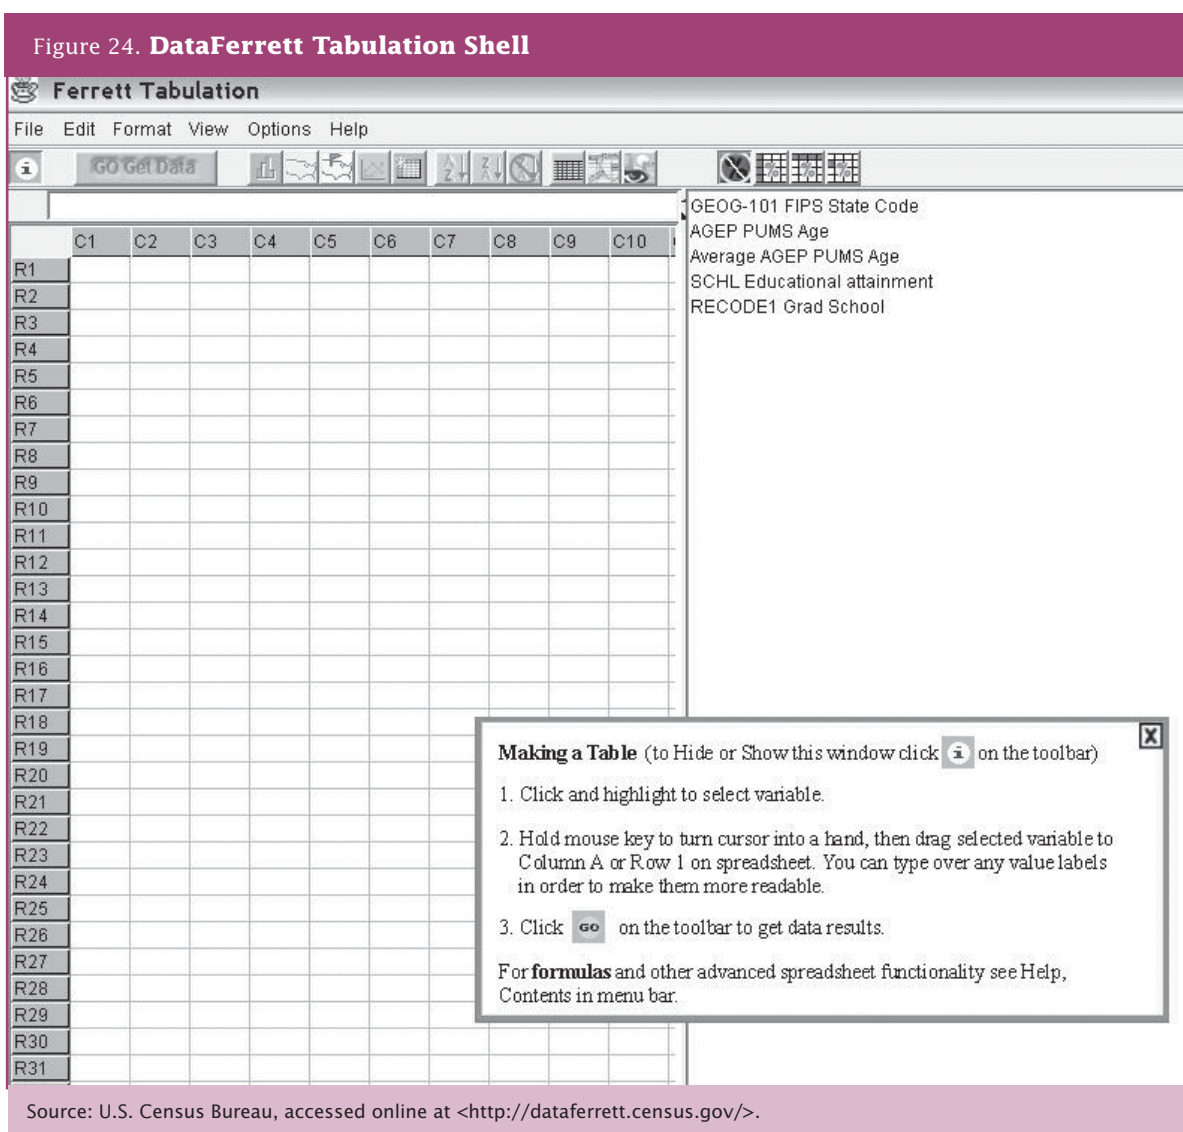 Figure 24. DataFerrett Tabulation Shell
Ferrett Tabulation
File Edit Format View Options Help
i GO Get Data A Z Z A
GEOG-101 FIPS State Code
AGEP PUMS Age
Average AGEP PUMS Age
SCHL Educational attainment
RECODE1 Grad School
C1 C2 C3 C4 C5 C6 C7 C8 C9 C10
R1
R2
R3
R4
R5
R6
R7
R8
R9
R10
R11
R12
R13
R14
R15
R16
R17
R18
R19
R20
R21
R22
R23
R24
R25
R26
R27
R28
R29
R30
R31
Making a Table (to Hide or Show this window click i on the toolbar)
X
1. Click and highlight to select variable.
2. Hold mouse key to turn cursor into a hand, then drag selected variable to
Column A or Row 1 on spreadsheet. You can type over any value labels
in order to make them more readable.
3. Click GO on the toolbar to get data results.
For formulas and other advanced spreadsheet functionality see Help,
Contents in menu bar.
Source: U.S. Census Bureau, accessed online at <http://dataferrett.census.gov/>.